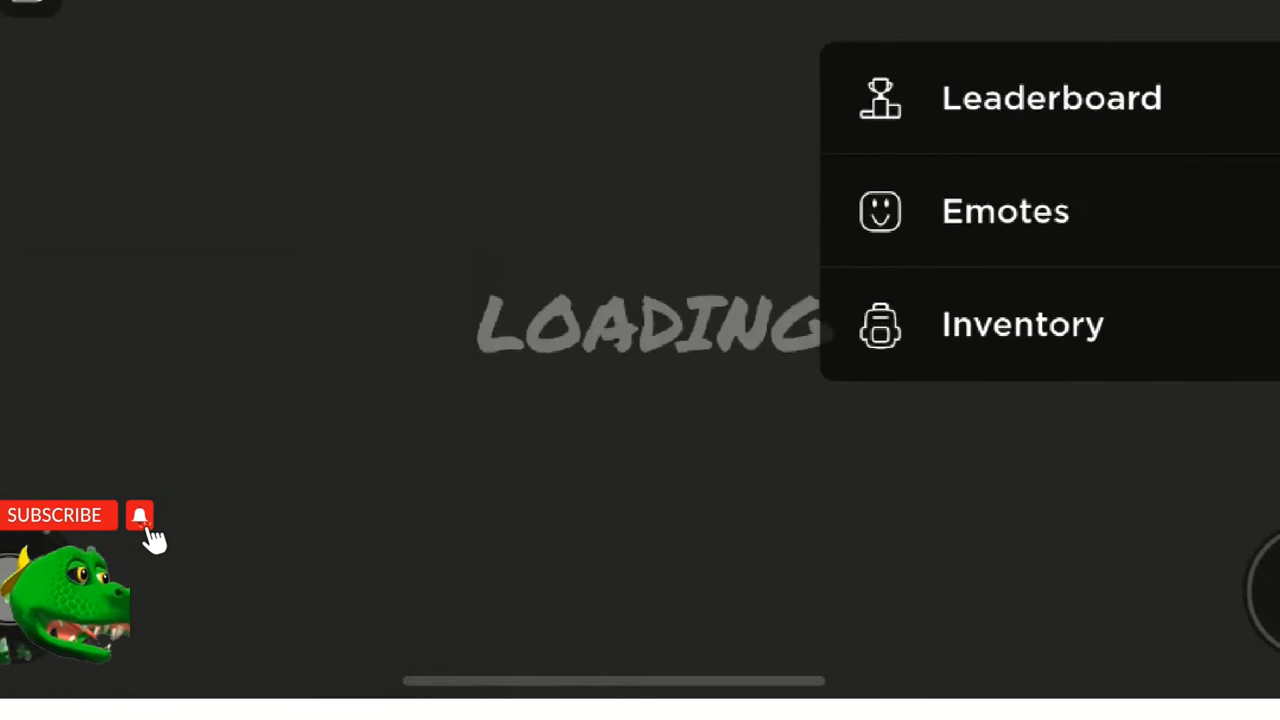 Leaderboard
Emotes
LOADING
Inventory
SUBSCRIBE